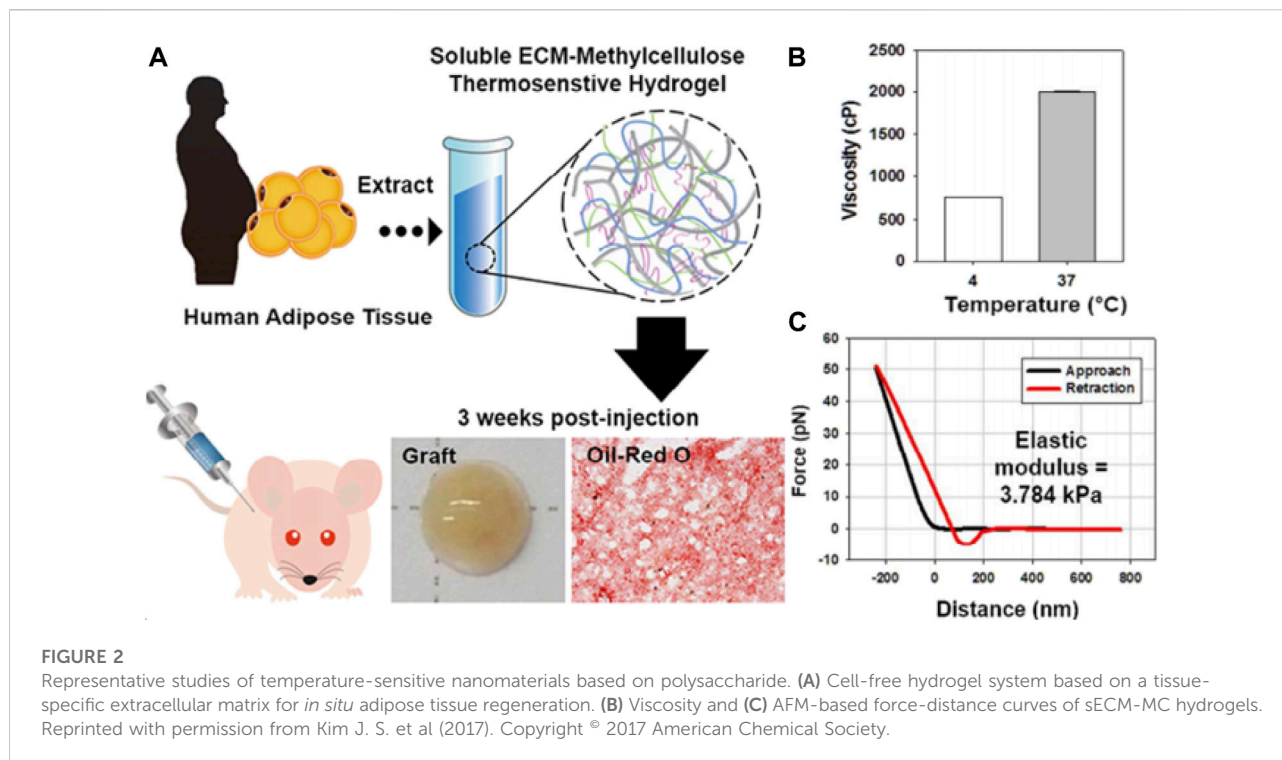 A
Soluble ECM-Methylcellulose
Thermosenstive Hydrogel
Extract
Human Adipose Tissue
3 weeks post-injection
Graft
Oil-Red O
B
2500
2000
1500
1000
500
0
Viscosity (cP)
4
37
Temperature (°C)
C
60
50
40
30
20
10
0
-10
Force (pN)
Approach
Retraction
Elastic
modulus =
3.784 kPa
-200
0
200
400
600
800
Distance (nm)
FIGURE 2
Representative studies of temperature-sensitive nanomaterials based on polysaccharide. (A) Cell-free hydrogel system based on a tissue-
specific extracellular matrix for in situ adipose tissue regeneration. (B) Viscosity and (C) AFM-based force-distance curves of sECM-MC hydrogels.
Reprinted with permission from Kim J. S. et al (2017). Copyright © 2017 American Chemical Society.